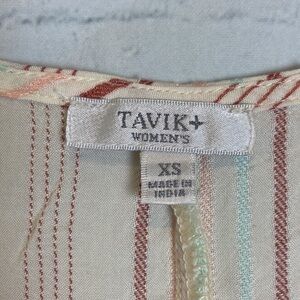 TAVIK+
WOMEN'S
XS
MADE IN
INDIA